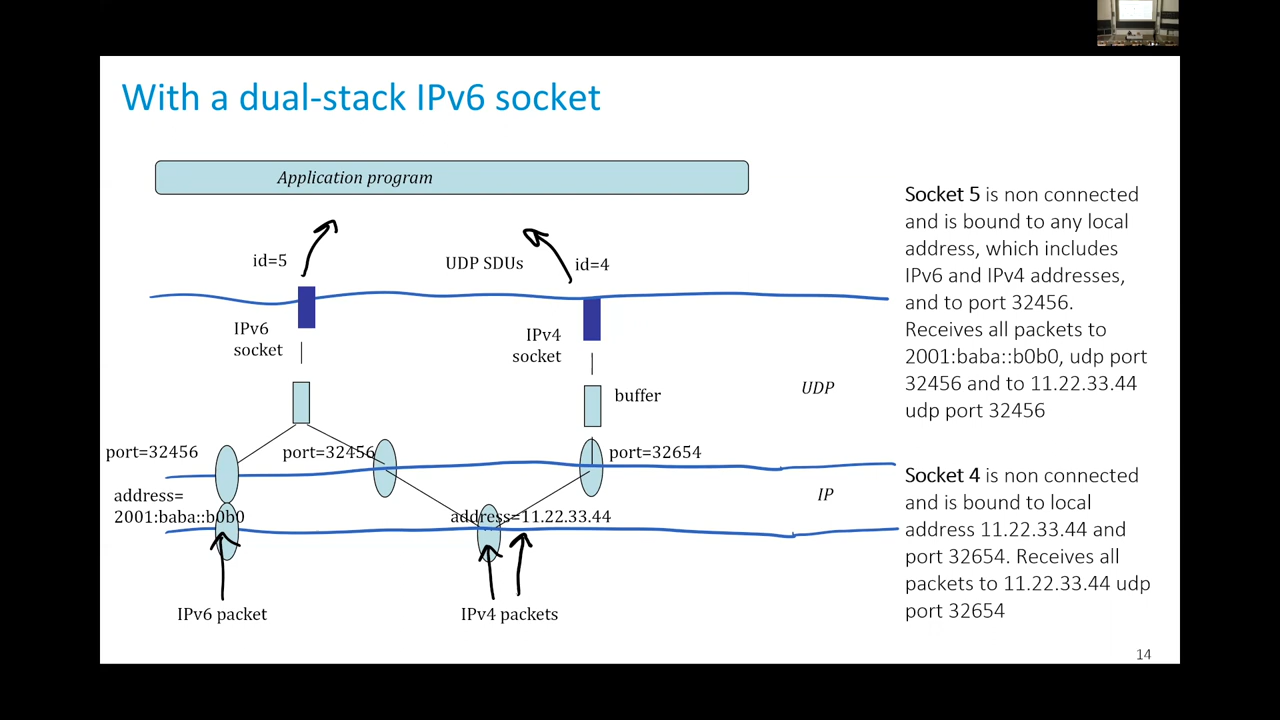 With a dual-stack IPv6 socket
Application program
id=5
UDP SDUs
id=4
IPv6
socket
IPv4
socket
buffer
UDP
port=32456
port=32456
port=32654
address=
2001:baba::b0b0
address=11.22.33.44
IP
IPv6 packet
IPv4 packets
Socket 5 is non connected
and is bound to any local
address, which includes
IPv6 and IPv4 addresses,
and to port 32456.
Receives all packets to
2001:baba::b0b0, udp port
32456 and to 11.22.33.44
udp port 32456
Socket 4 is non connected
and is bound to local
address 11.22.33.44 and
port 32654. Receives all
packets to 11.22.33.44 udp
port 32654
14